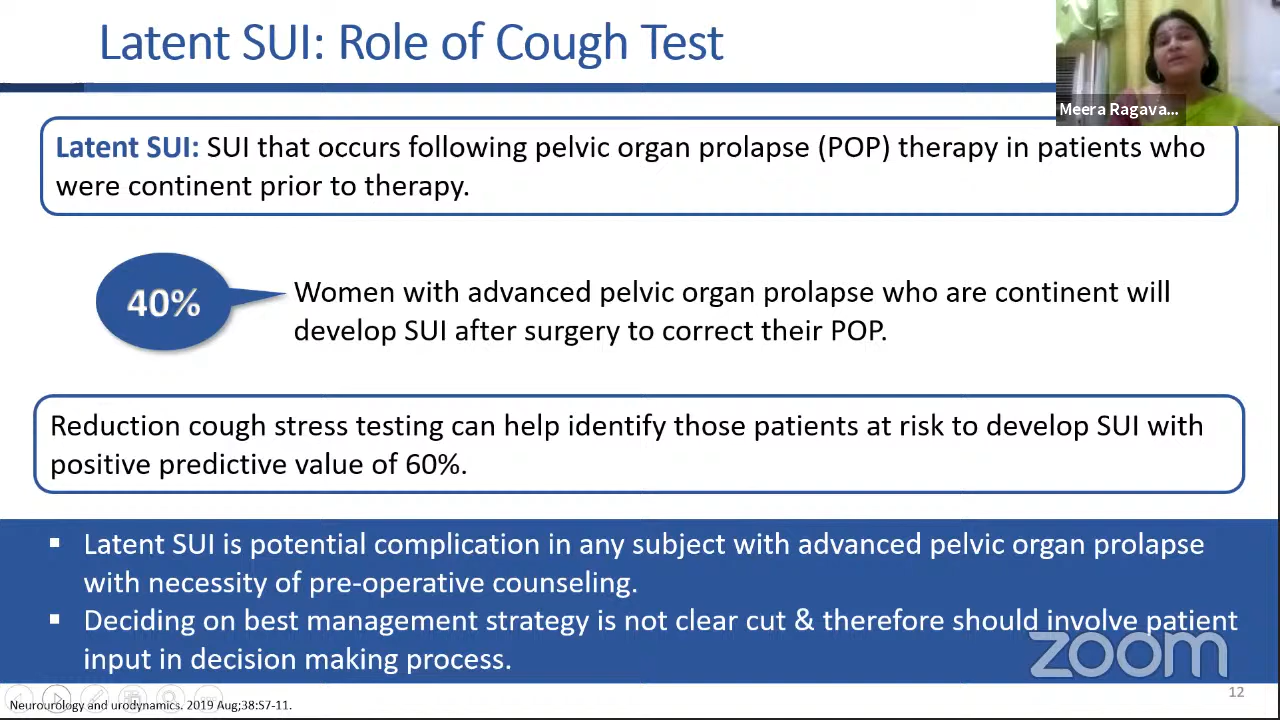 Latent SUI: Role of Cough Test
Meera Ragava...
Latent SUI: SUI that occurs following pelvic organ prolapse (POP) therapy in patients who
were continent prior to therapy.
40%
Women with advanced pelvic organ prolapse who are continent will
develop SUI after surgery to correct their POP.
Reduction cough stress testing can help identify those patients at risk to develop SUI with
positive predictive value of 60%.
▪ Latent SUI is potential complication in any subject with advanced pelvic organ prolapse
with necessity of pre-operative counseling.
▪ Deciding on best management strategy is not clear cut & therefore should involve patient
input in decision making process.
zoom
12
Neurourology and urodynamics. 2019 Aug;38:S7-11.